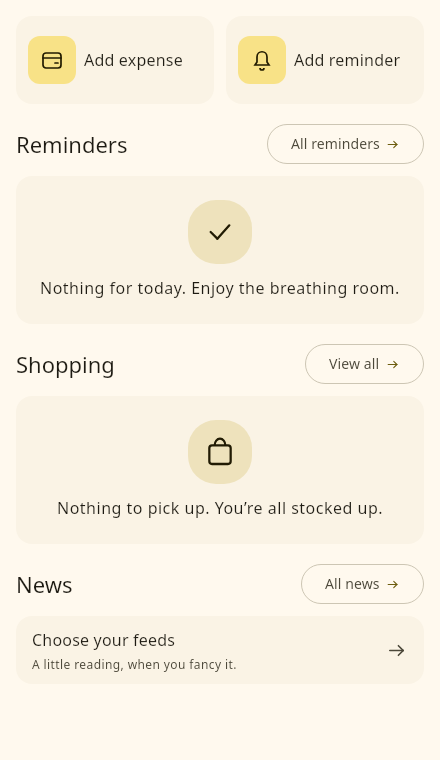 Add expense
Add reminder
Reminders
All reminders
Nothing for today. Enjoy the breathing room.
Shopping
View all
Nothing to pick up. You’re all stocked up.
News
All news
Choose your feeds
A little reading, when you fancy it.